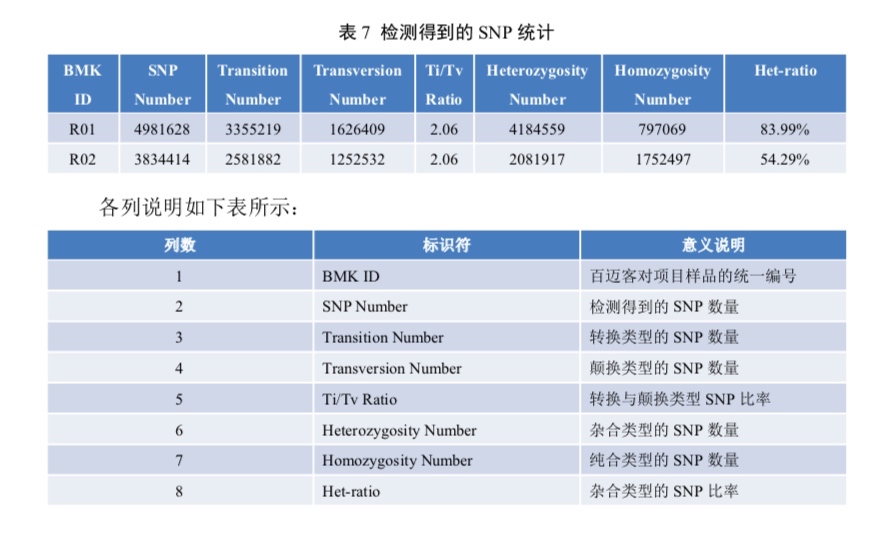 表 7 检测得到的 SNP 统计
BMK ID SNP Number Transition Number Transversion Number Ti/Tv Ratio Heterozygosity Number Homozygosity Number Het-ratio
R01 4981628 3355219 1626409 2.06 4184559 797069 83.99%
R02 3834414 2581882 1252532 2.06 2081917 1752497 54.29%
各列说明如下表所示：
列数 标识符 意义说明
1 BMK ID 百迈客对项目样品的统一编号
2 SNP Number 检测得到的 SNP 数量
3 Transition Number 转换类型的 SNP 数量
4 Transversion Number 颠换类型的 SNP 数量
5 Ti/Tv Ratio 转换与颠换类型 SNP 比率
6 Heterozygosity Number 杂合类型的 SNP 数量
7 Homozygosity Number 纯合类型的 SNP 数量
8 Het-ratio 杂合类型的 SNP 比率